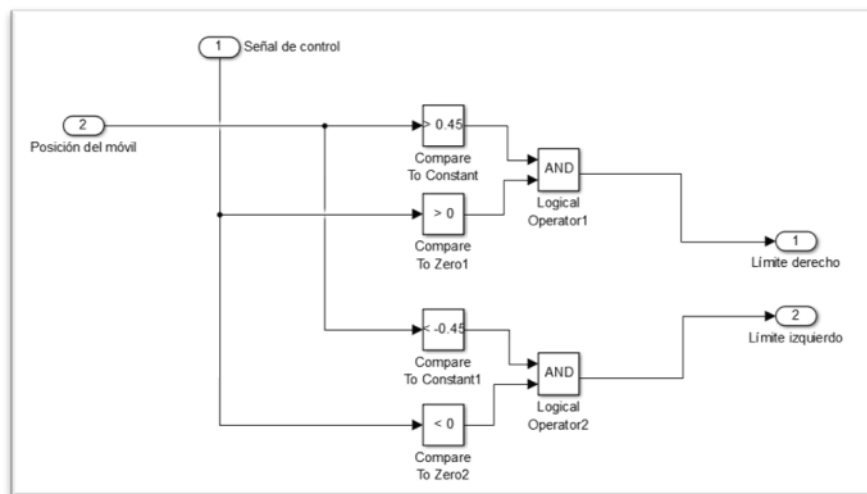 1
Señal de control
2
Posición del móvil
> 0.45
Compare
To Constant
AND
Logical
Operator1
> 0
Compare
To Zero1
1
Límite derecho
< -0.45
Compare
To Constant1
2
Límite izquierdo
AND
Logical
Operator2
< 0
Compare
To Zero2